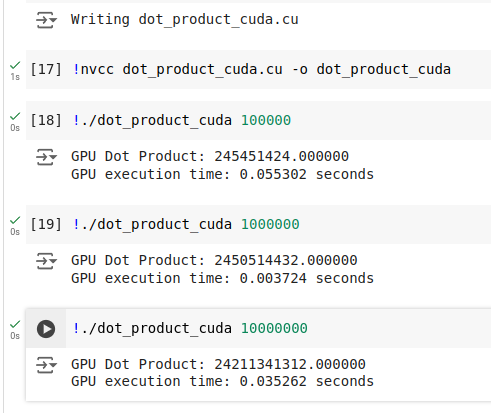 Writing dot_product_cuda.cu
[17] !nvcc dot_product_cuda.cu -o dot_product_cuda
1s
[18] !./dot_product_cuda 100000
0s
GPU Dot Product: 245451424.000000
GPU execution time: 0.055302 seconds
[19] !./dot_product_cuda 1000000
0s
GPU Dot Product: 2450514432.000000
GPU execution time: 0.003724 seconds
!./dot_product_cuda 10000000
0s
GPU Dot Product: 24211341312.000000
GPU execution time: 0.035262 seconds